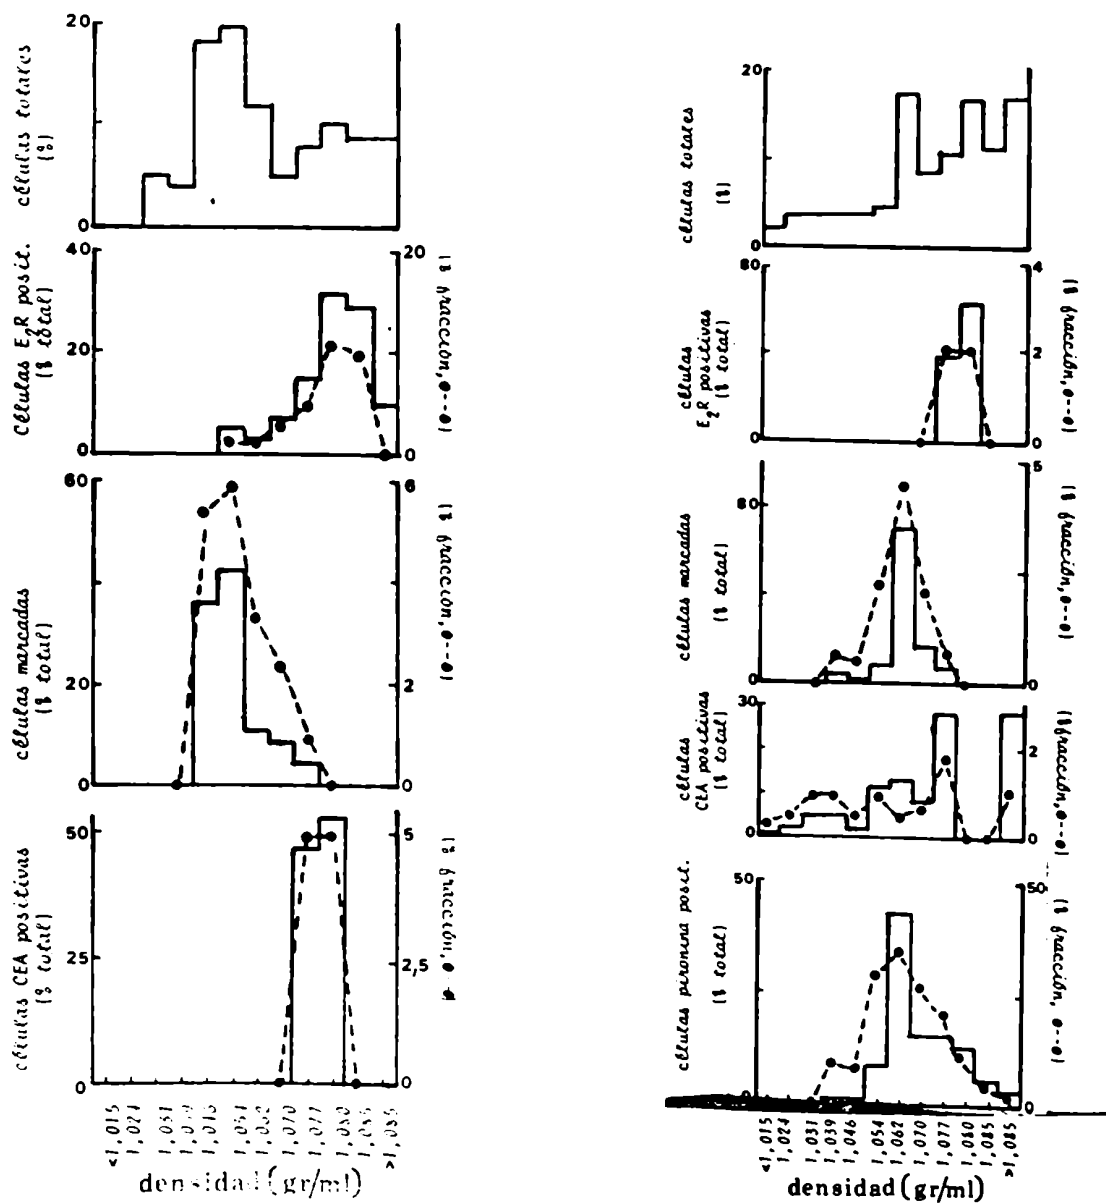 20
10
0
células totales
(%)
40
20
0
Células E₂R posit.
(% total)
20
10
0
(% fracción, ●--●)
60
20
0
células marcadas
(% total)
6
2
0
(% fracción, ●--●)
50
25
0
células CEA positivas
(% total)
5
2,5
0
(% fracción, ● ●
<1,015
1,024
1,031
1,039
1,054
1,070
1,077
1,080
>1,085
densidad (gr/ml)
20
0
células totales
(%)
80
0
células
E₂R positivas
(% total)
4
2
0
(% fracción, ●--●)
80
0
células marcadas
(% total)
5
0
(% fracción, ●--●)
30
0
células
CEA positivas
(% total)
2
0
(% fracción, ●--●)
50
0
células pironina posit.
(% total)
50
0
(% fracción, ●--●)
<1,015
1,024
1,031
1,039
1,046
1,054
1,062
1,070
1,077
1,080
1,085
>1,085
densidad (gr/ml)